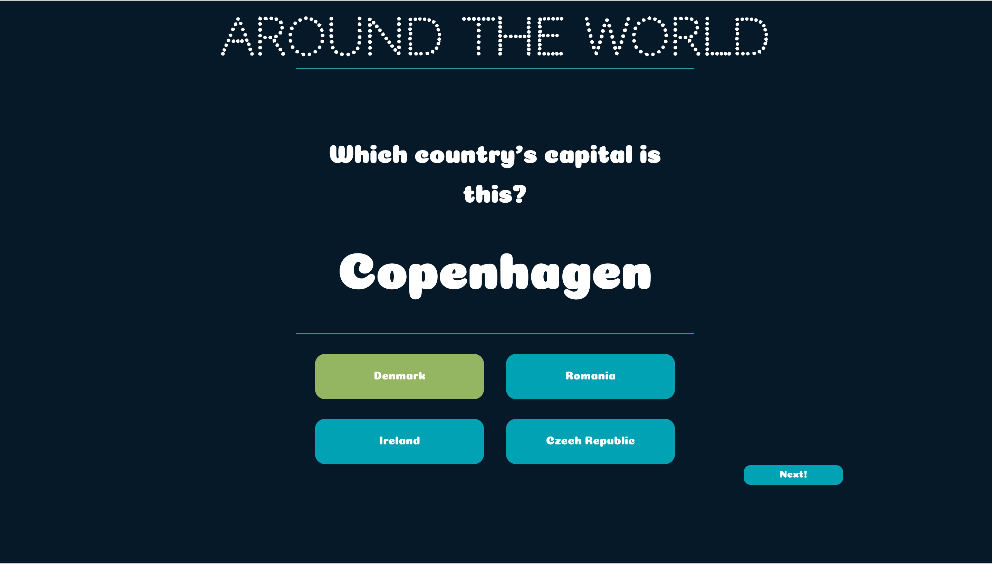 AROUND THE WORLD
Which country's capital is
this?
Copenhagen
Denmark
Romania
Ireland
Czech Republic
Next!